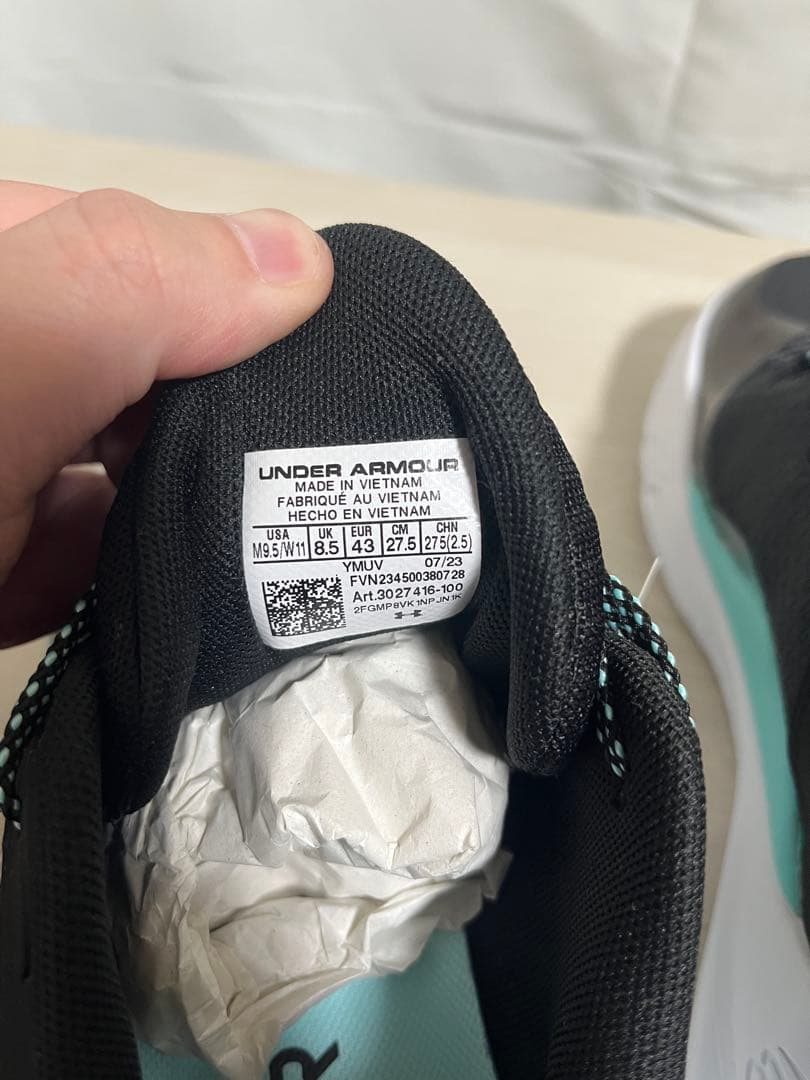 UNDER ARMOUR
MADE IN VIETNAM
FABRIQUÉ AU VIETNAM
HECHO EN VIETNAM
USA UK EUR CM CHN
M9.5/W11 8.5 43 27.5 275(2.5)
YMUV 07/23
FVN234500380728
Art.3027416-100
2FGMP8VK1NPJN1K
R